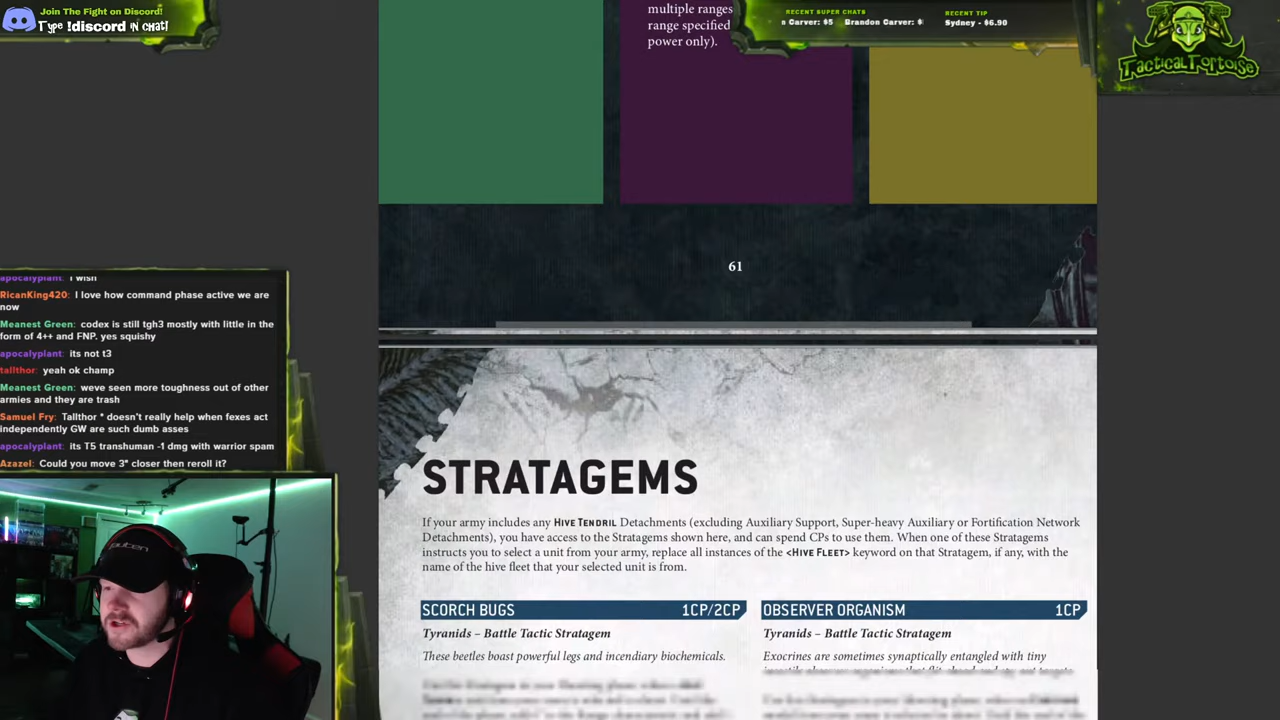 Join The Fight on Discord!
Type !discord in chat!
multiple ranges
range specified
power only).
RECENT SUPER CHATS
n Carver: $5 Brandon Carver: $
RECENT TIP
Sydney - $6.90
TACTICALTORTOISE
61
apocalyplant: I wish
RicanKing420: I love how command phase active we are
now
Meanest Green: codex is still tgh3 mostly with little in the
form of 4++ and FNP. yes squishy
apocalyplant: its not t3
tallthor: yeah ok champ
Meanest Green: weve seen more toughness out of other
armies and they are trash
Samuel Fry: Tallthor * doesn't really help when fexes act
independently GW are such dumb asses
apocalyplant: its T5 transhuman -1 dmg with warrior spam
Azazel: Could you move 3" closer then reroll it?
STRATAGEMS
If your army includes any HIVE TENDRIL Detachments (excluding Auxiliary Support, Super-heavy Auxiliary or Fortification Network
Detachments), you have access to the Stratagems shown here, and can spend CPs to use them. When one of these Stratagems
instructs you to select a unit from your army, replace all instances of the <HIVE FLEET> keyword on that Stratagem, if any, with the
name of the hive fleet that your selected unit is from.
SCORCH BUGS 1CP/2CP
Tyranids – Battle Tactic Stratagem
These beetles boast powerful legs and incendiary biochemicals.
OBSERVER ORGANISM 1CP
Tyranids – Battle Tactic Stratagem
Exocrines are sometimes synaptically entangled with tiny